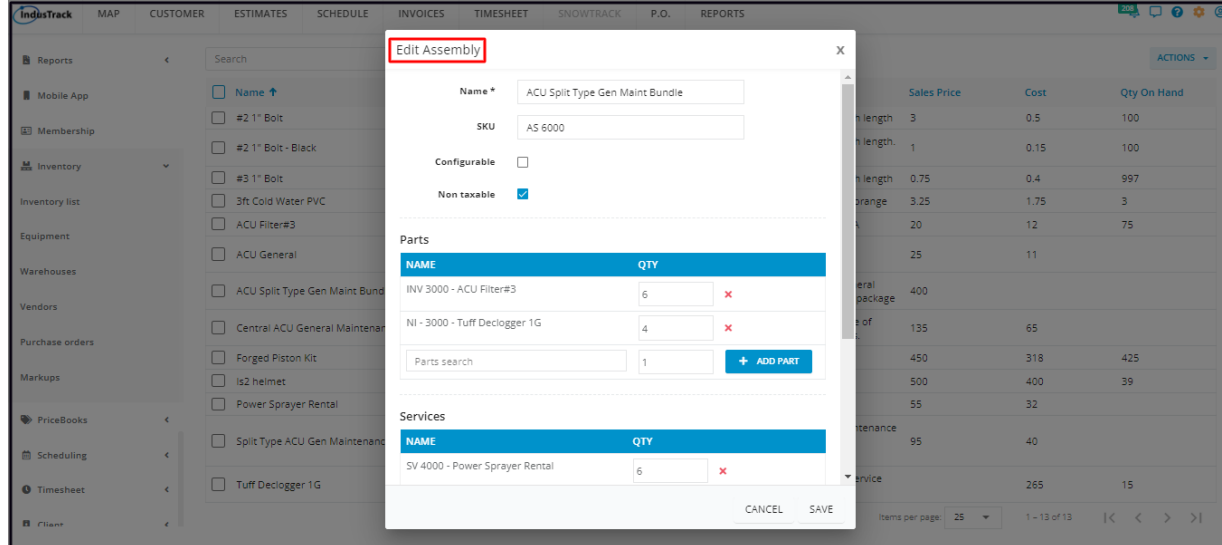 IndusTrack MAP CUSTOMER ESTIMATES SCHEDULE INVOICES TIMESHEET SNOWTRACK P.O. REPORTS 208
Reports
Mobile App
Membership
Inventory
Inventory list
Equipment
Warehouses
Vendors
Purchase orders
Markups
PriceBooks
Scheduling
Timesheet
Client
Search ACTIONS
Name Sales Price Cost Qty On Hand
#2 1" Bolt length 3 0.5 100
#2 1" Bolt - Black length. 1 0.15 100
#3 1" Bolt length 0.75 0.4 997
3ft Cold Water PVC orange 3.25 1.75 3
ACU Filter#3 20 12 75
ACU General 25 11
ACU Split Type Gen Maint Bund package 400
Central ACU General Maintenan e of 135 65
Forged Piston Kit 450 318 425
ls2 helmet 500 400 39
Power Sprayer Rental 55 32
Split Type ACU Gen Maintenanc ntenance 95 40
Tuff Declogger 1G ervice 265 15
Items per page: 25 1 – 13 of 13
Edit Assembly X
Name * ACU Split Type Gen Maint Bundle
SKU AS 6000
Configurable
Non taxable
Parts
NAME QTY
INV 3000 - ACU Filter#3 6
NI - 3000 - Tuff Declogger 1G 4
Parts search 1 + ADD PART
Services
NAME QTY
SV 4000 - Power Sprayer Rental 6
CANCEL SAVE